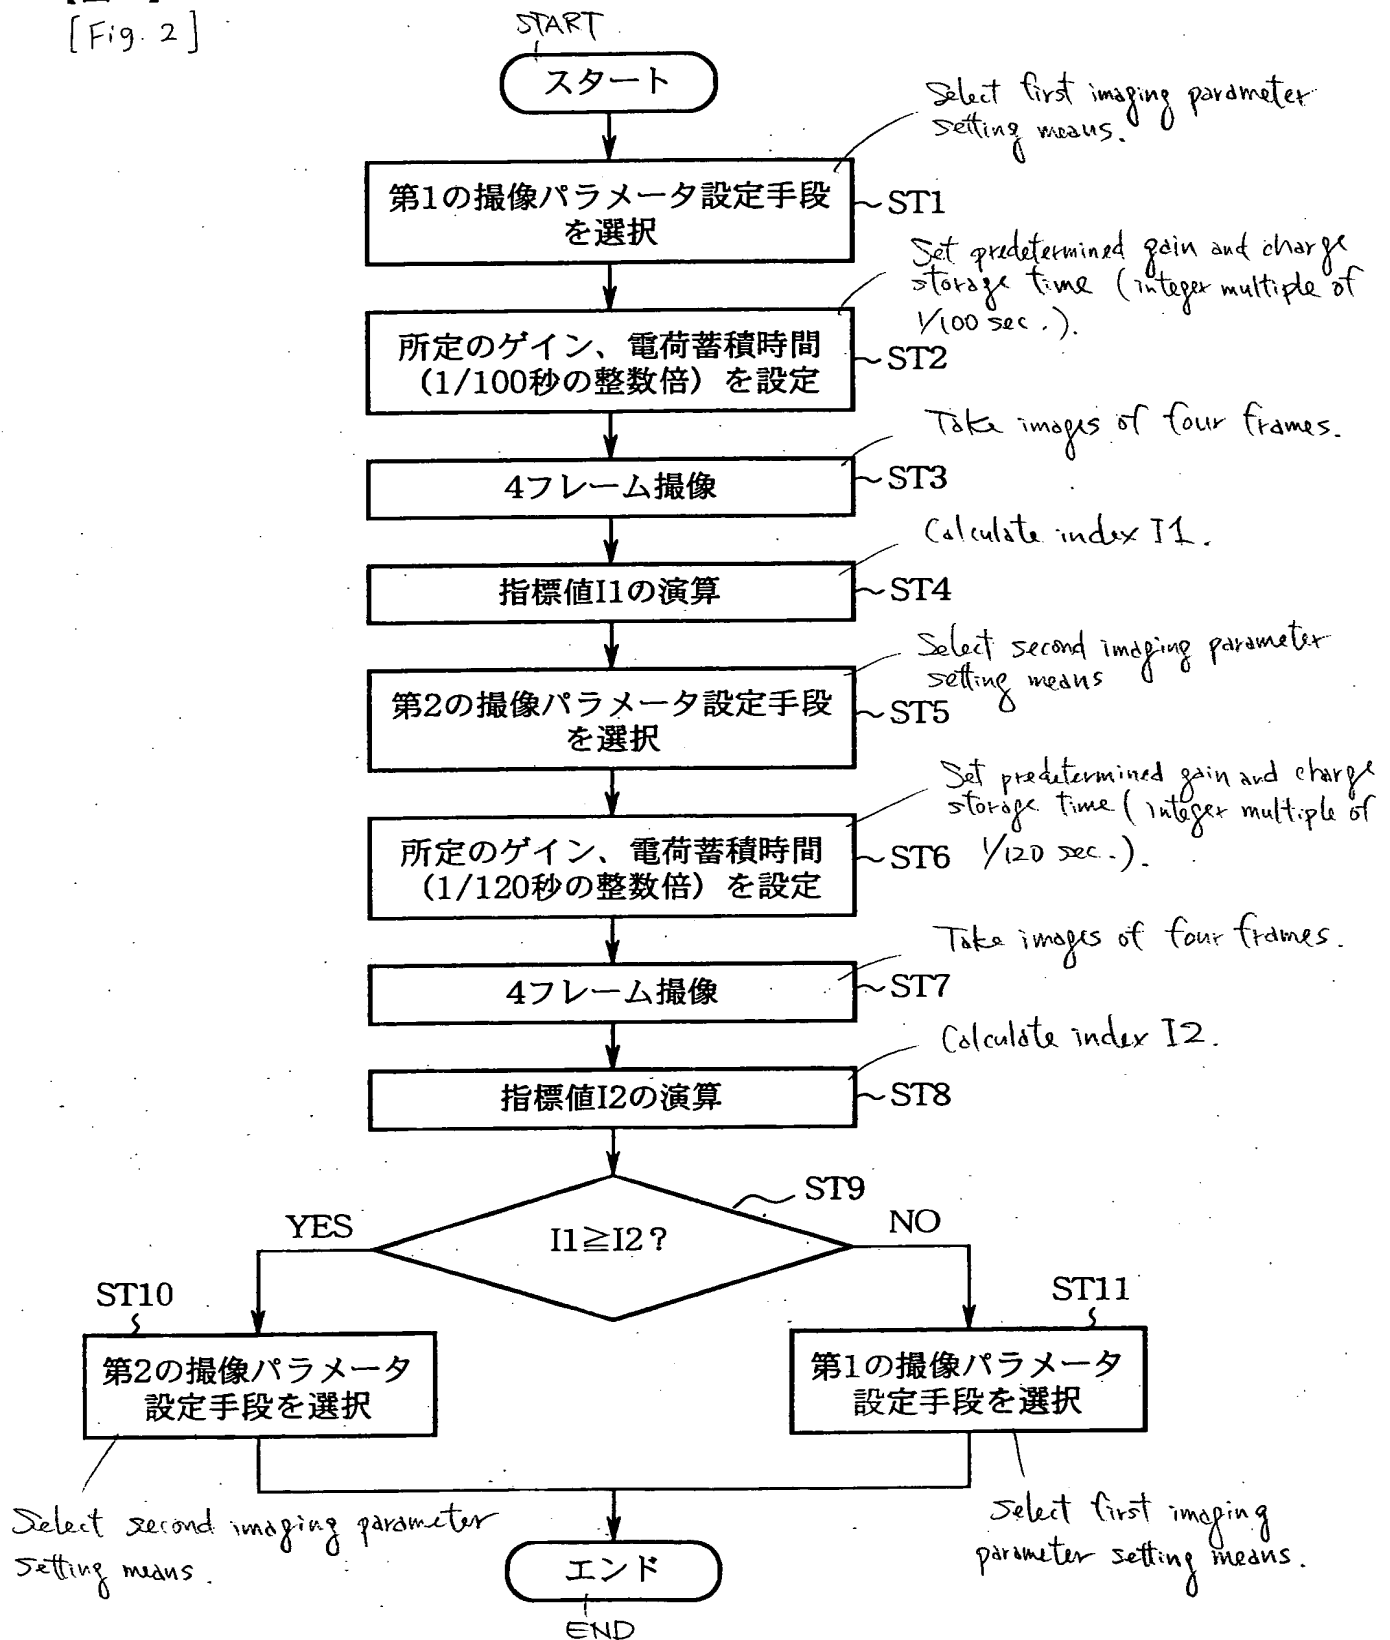 [Fig. 2]
START
スタート
Select first imaging parameter
setting means.
第1の撮像パラメータ設定手段
を選択
ST1
Set predetermined gain and charge
storage time (integer multiple of
1/100 sec.).
所定のゲイン、電荷蓄積時間
(1/100秒の整数倍)を設定
ST2
Take images of four frames.
4フレーム撮像
ST3
Calculate index I1.
指標値I1の演算
ST4
Select second imaging parameter
setting means
第2の撮像パラメータ設定手段
を選択
ST5
Set predetermined gain and charge
storage time (integer multiple of
1/120 sec.).
所定のゲイン、電荷蓄積時間
(1/120秒の整数倍)を設定
ST6
Take images of four frames.
4フレーム撮像
ST7
Calculate index I2.
指標値I2の演算
ST8
ST9
I1≧I2?
YES
NO
ST10
第2の撮像パラメータ
設定手段を選択
ST11
第1の撮像パラメータ
設定手段を選択
Select second imaging parameter
setting means.
Select first imaging
parameter setting means.
エンド
END